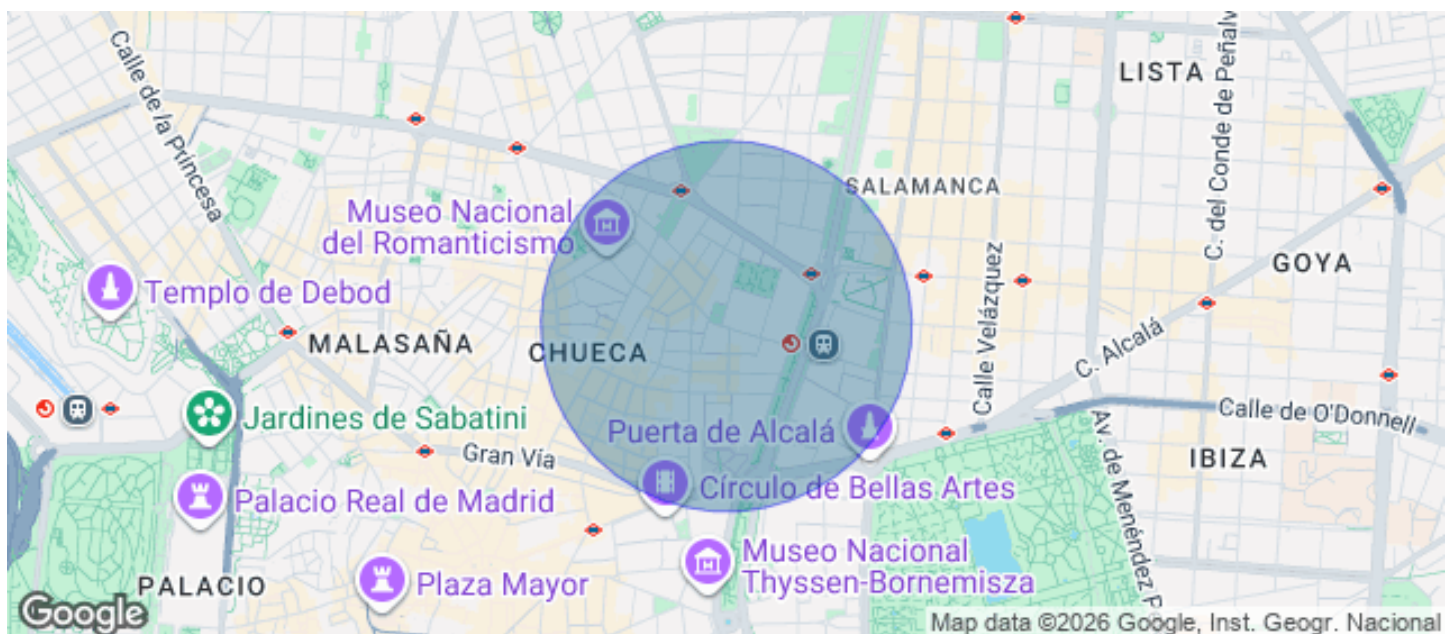 Calle de la Princesa
LISTA
C. del Conde de Peñalv
SALAMANCA
Museo Nacional
del Romanticismo
GOYA
Templo de Debod
Calle Velázquez
MALASAÑA
CHUECA
C. Alcalá
Jardines de Sabatini
Puerta de Alcalá
Calle de O'Donnell
Gran Vía
IBIZA
Av. de Menéndez P
Palacio Real de Madrid
Círculo de Bellas Artes
Museo Nacional
Thyssen-Bornemisza
PALACIO
Plaza Mayor
Google
Map data ©2026 Google, Inst. Geogr. Nacional